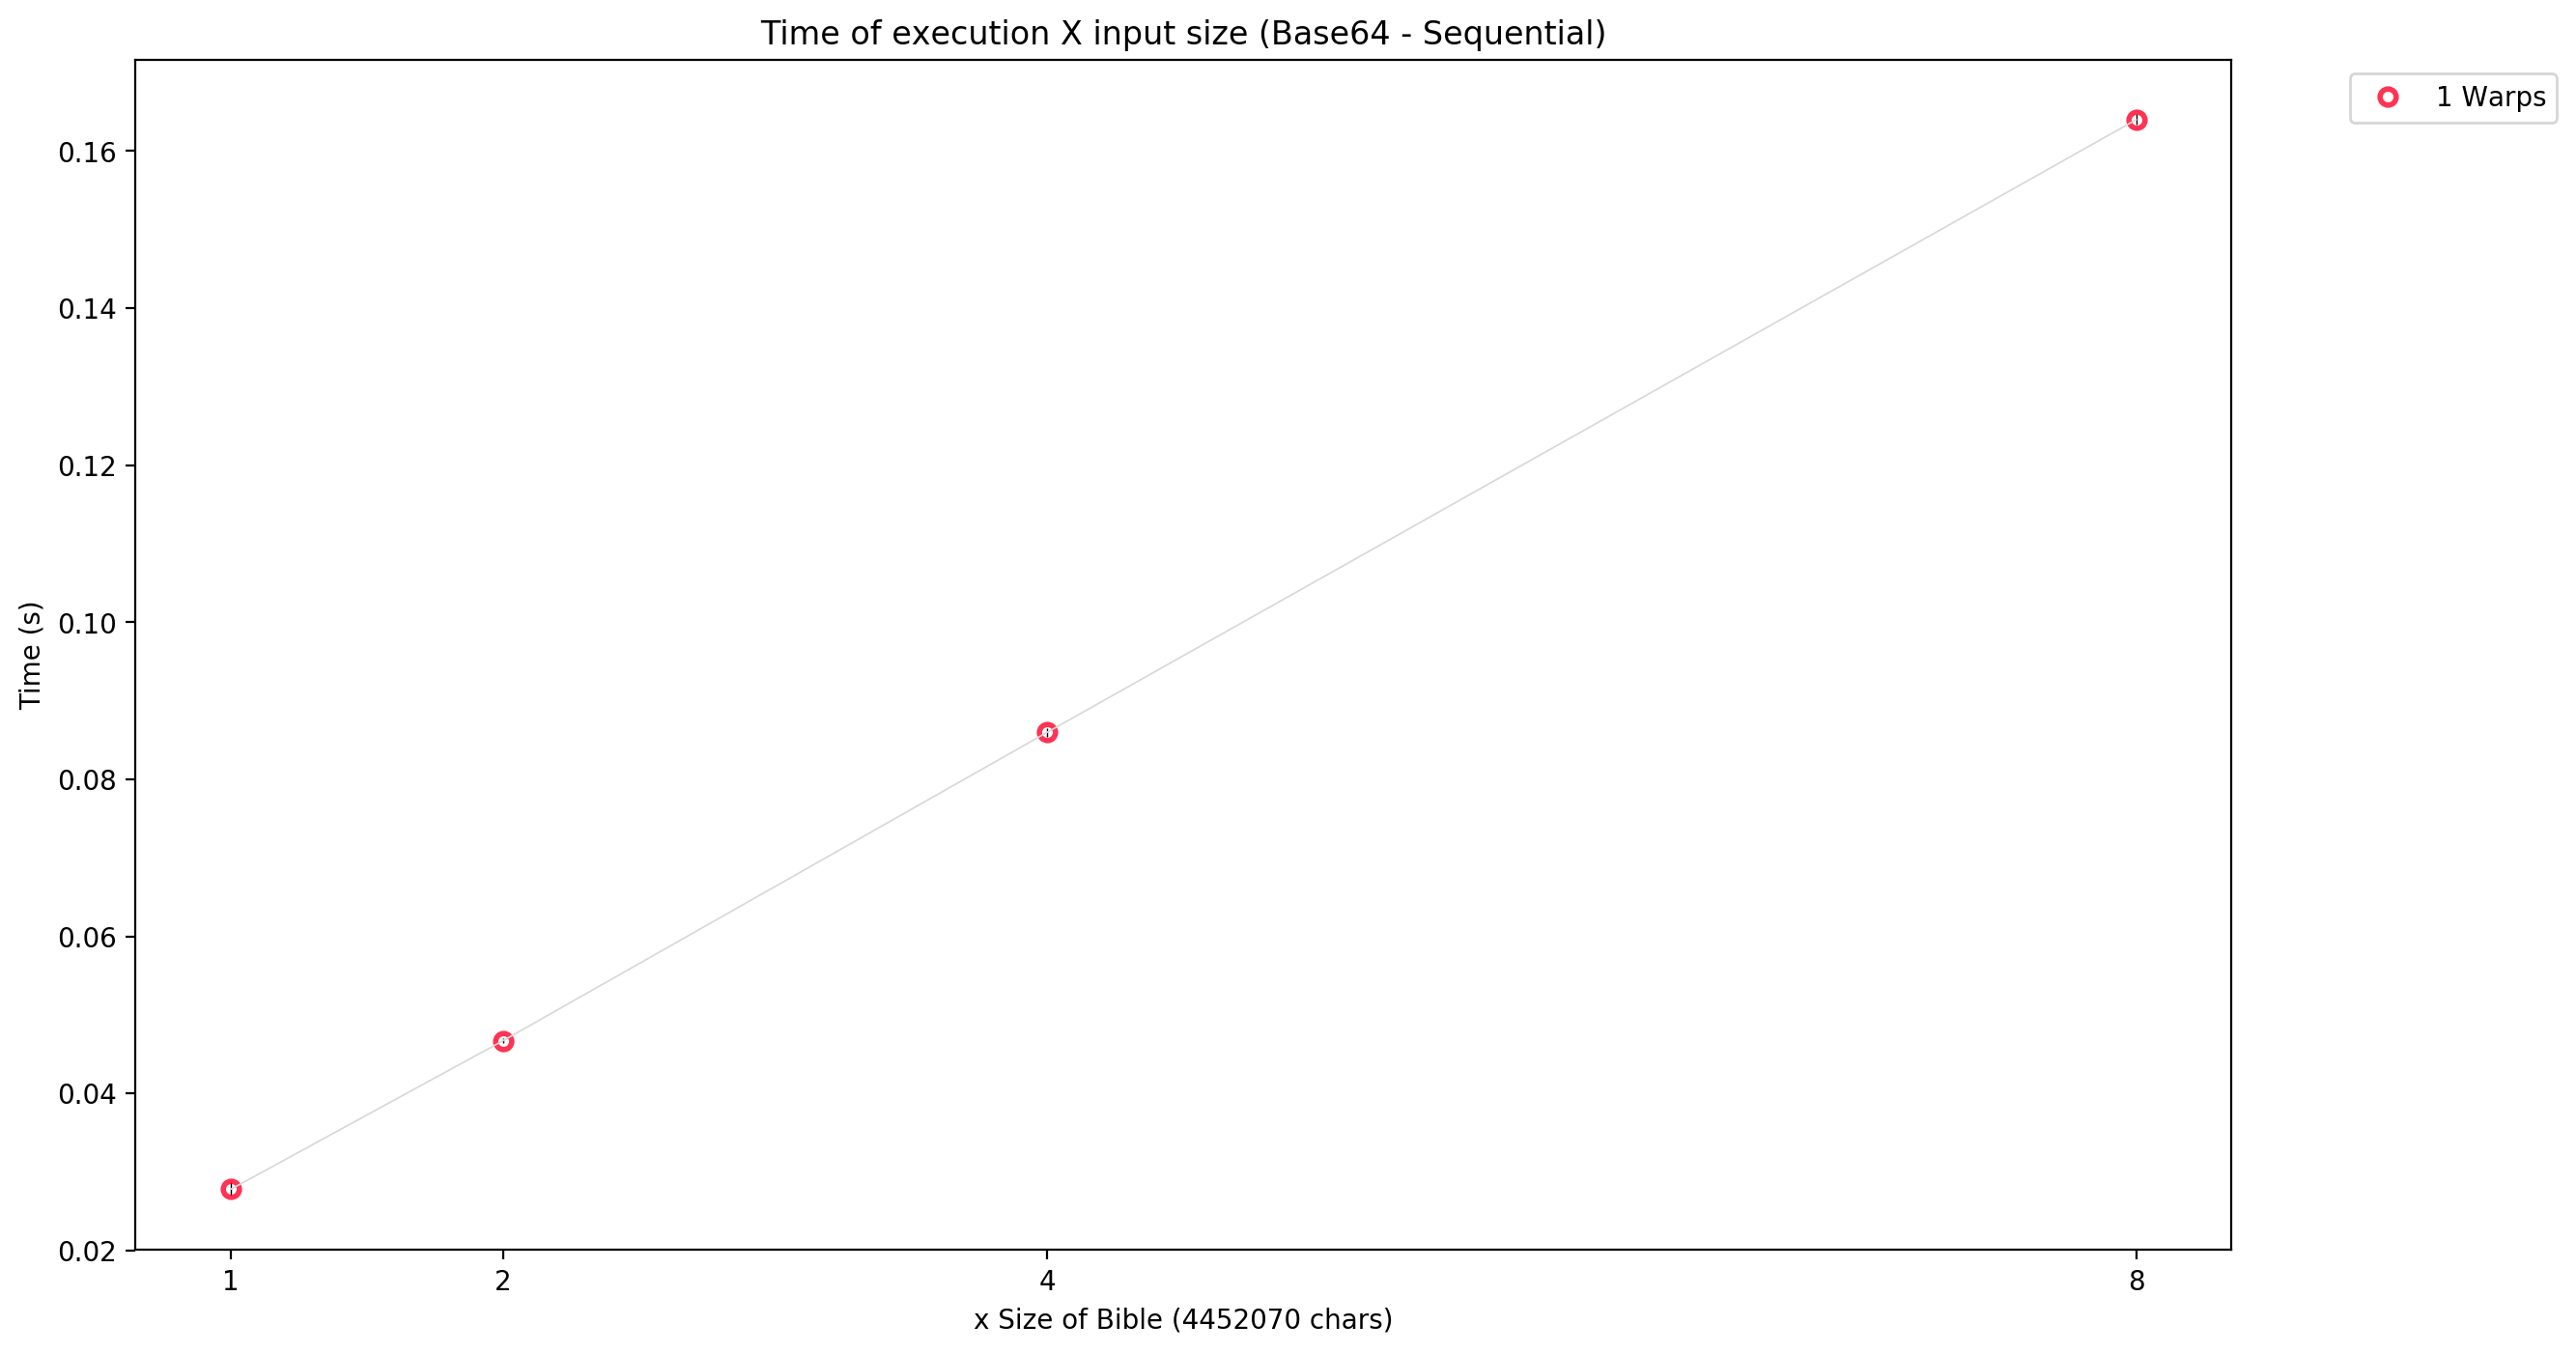 Time of execution X input size (Base64 - Sequential)
1 Warps
0.16
0.14
0.12
0.10
0.08
0.06
0.04
0.02
Time (s)
1 2 4 8
x Size of Bible (4452070 chars)